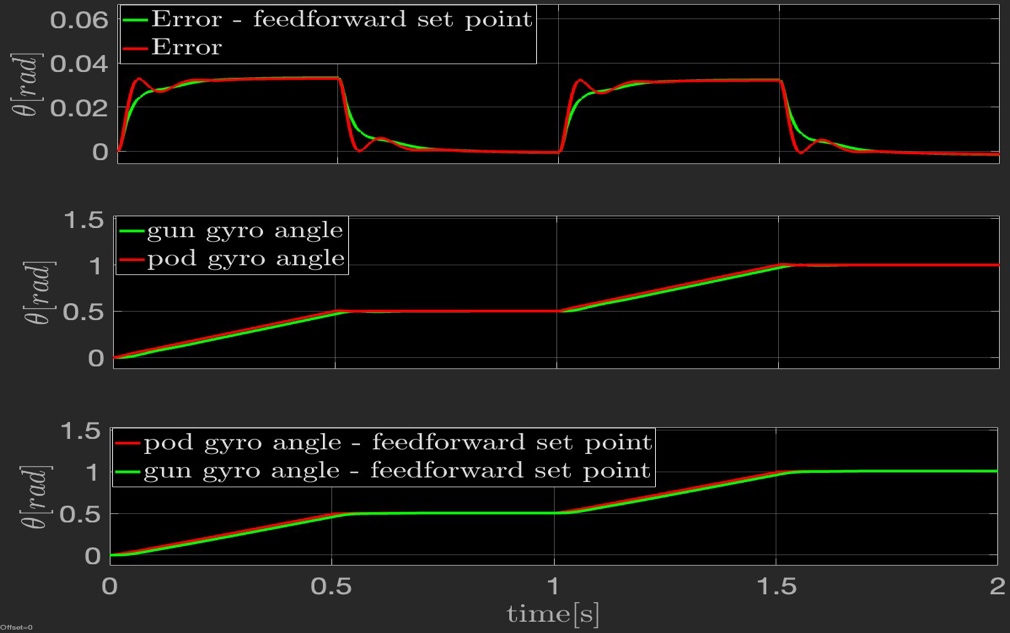 0.06
0.04
0.02
0
θ[rad]
Error - feedforward set point
Error
1.5
1
0.5
0
θ[rad]
gun gyro angle
pod gyro angle
1.5
1
0.5
0
θ[rad]
pod gyro angle - feedforward set point
gun gyro angle - feedforward set point
0 0.5 1 1.5 2
time[s]
Offset=0